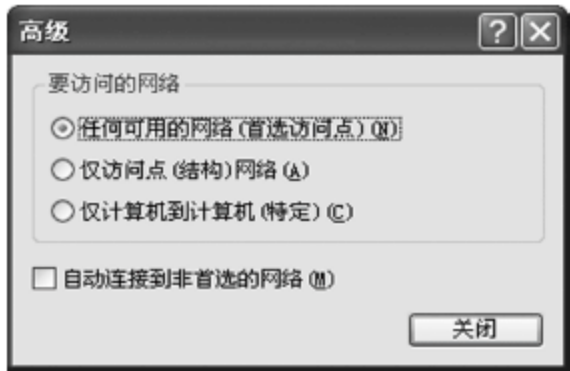 高级
要访问的网络
任何可用的网络(首选访问点)(N)
仅访问点(结构)网络(A)
仅计算机到计算机(特定)(C)
自动连接到非首选的网络(M)
关闭